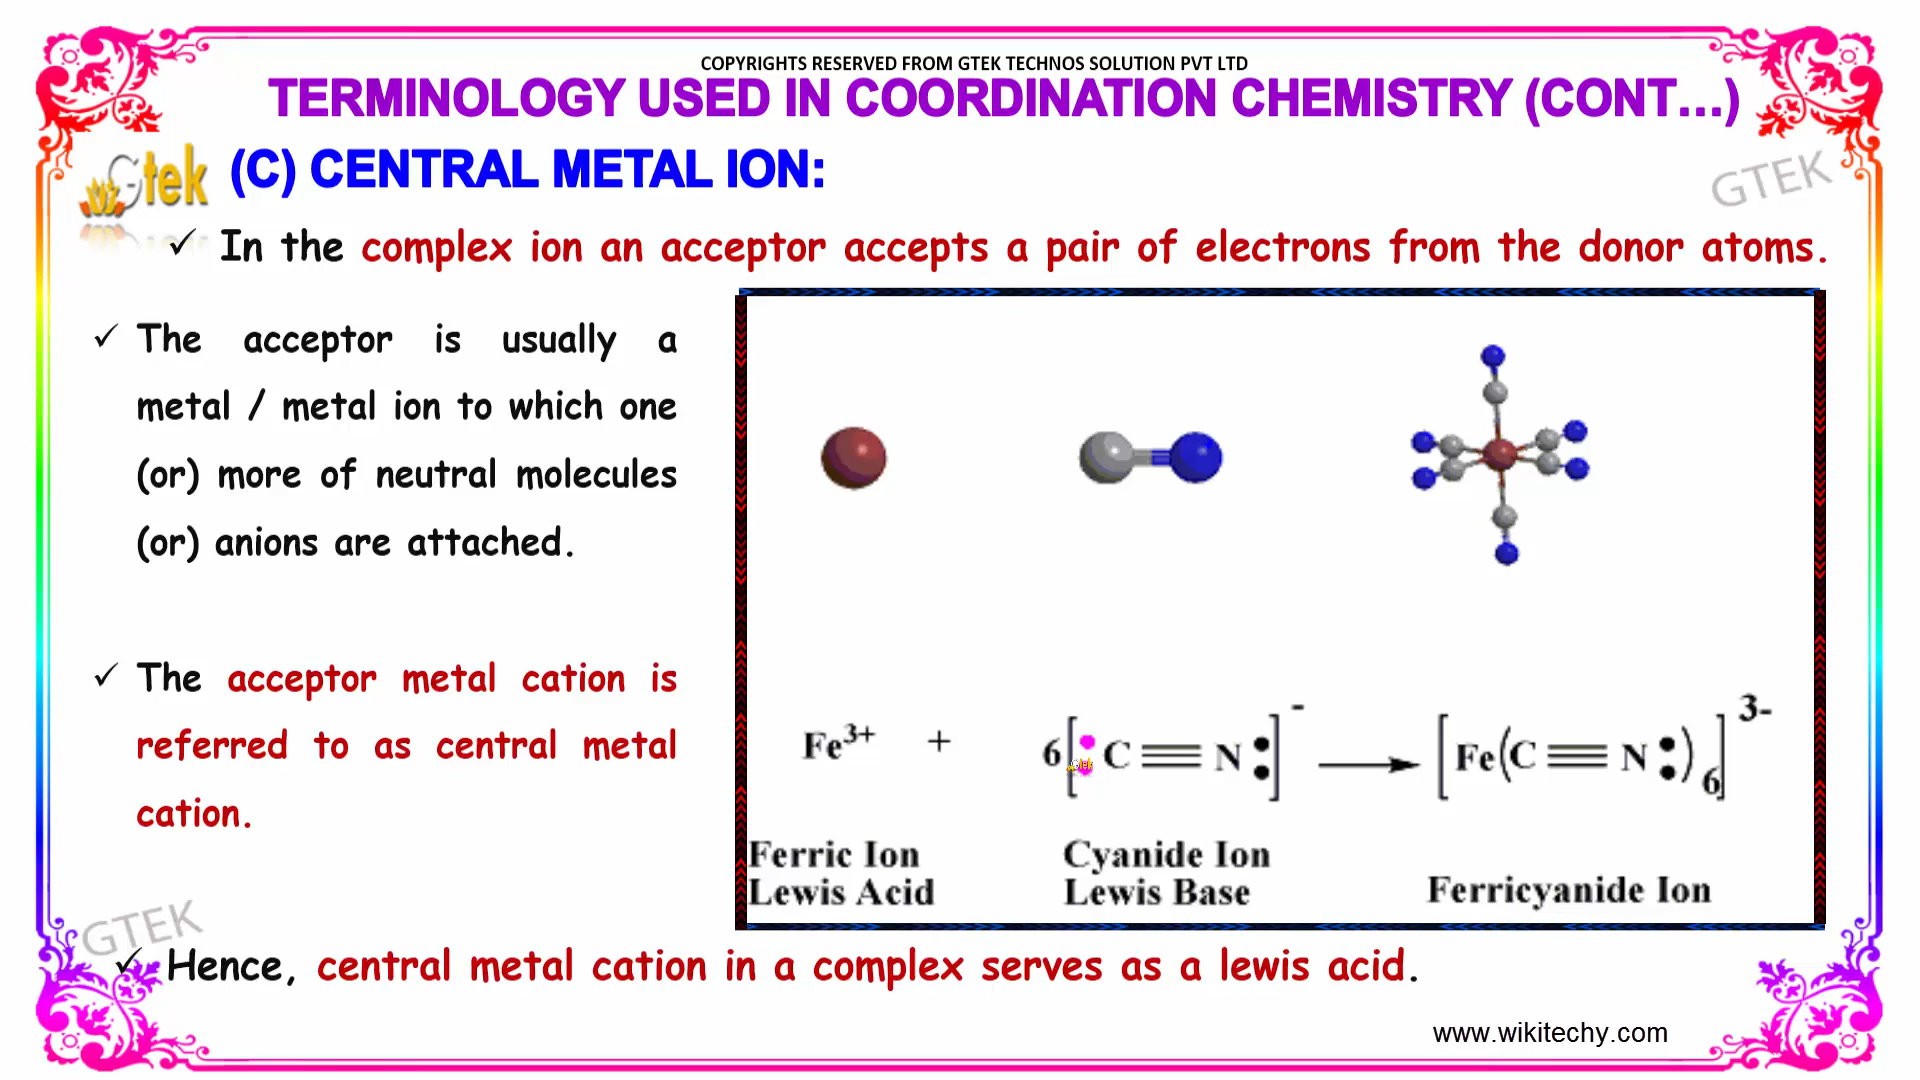 COPYRIGHTS RESERVED FROM GTEK TECHNOS SOLUTION PVT LTD
TERMINOLOGY USED IN COORDINATION CHEMISTRY (CONT...)
Gtek
(C) CENTRAL METAL ION:
GTEK
✓ In the complex ion an acceptor accepts a pair of electrons from the donor atoms.
✓ The acceptor is usually a
metal / metal ion to which one
(or) more of neutral molecules
(or) anions are attached.
✓ The acceptor metal cation is
referred to as central metal
cation.
Fe³⁺ + 6[:C≡N:]⁻ ⟶ [Fe(C≡N:)₆]³⁻
Gtek
Ferric Ion
Lewis Acid
Cyanide Ion
Lewis Base
Ferricyanide Ion
GTEK
✓ Hence, central metal cation in a complex serves as a lewis acid.
www.wikitechy.com